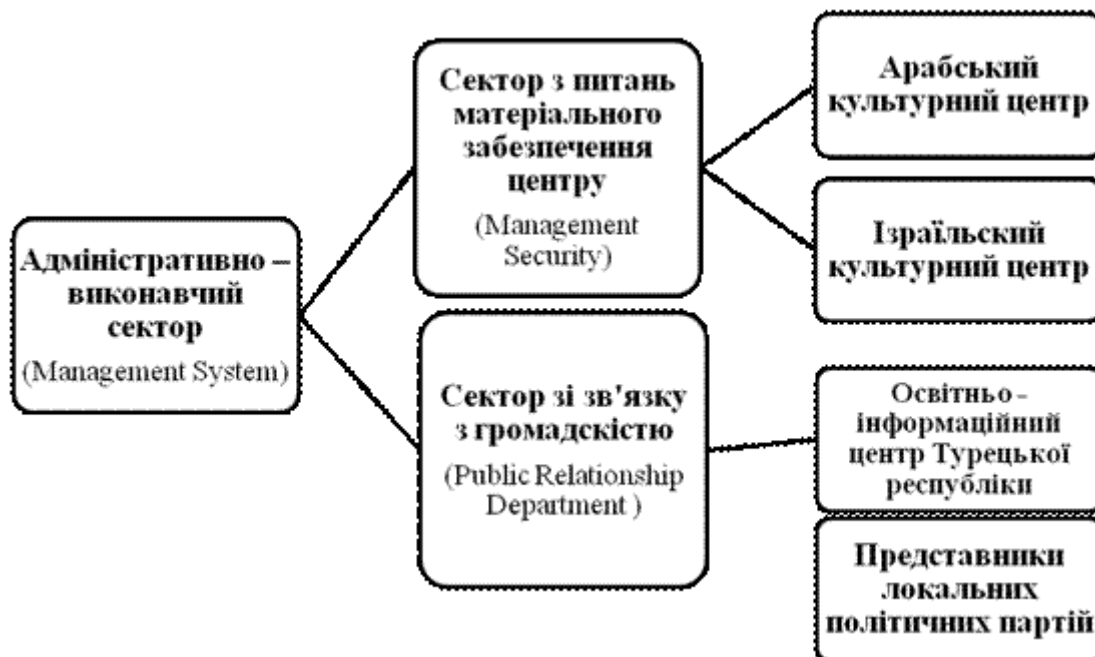 Адміністративно –
виконавчий
сектор
(Management System)
Сектор з питань
матеріального
забезпечення
центру
(Management
Security)
Сектор зі зв'язку
з громадскістю
(Public Relationship
Department )
Арабський
культурний центр
Ізраїльский
культурний центр
Освітньо -
інформаційний
центр Турецької
республіки
Представники
локальних
політичних партій